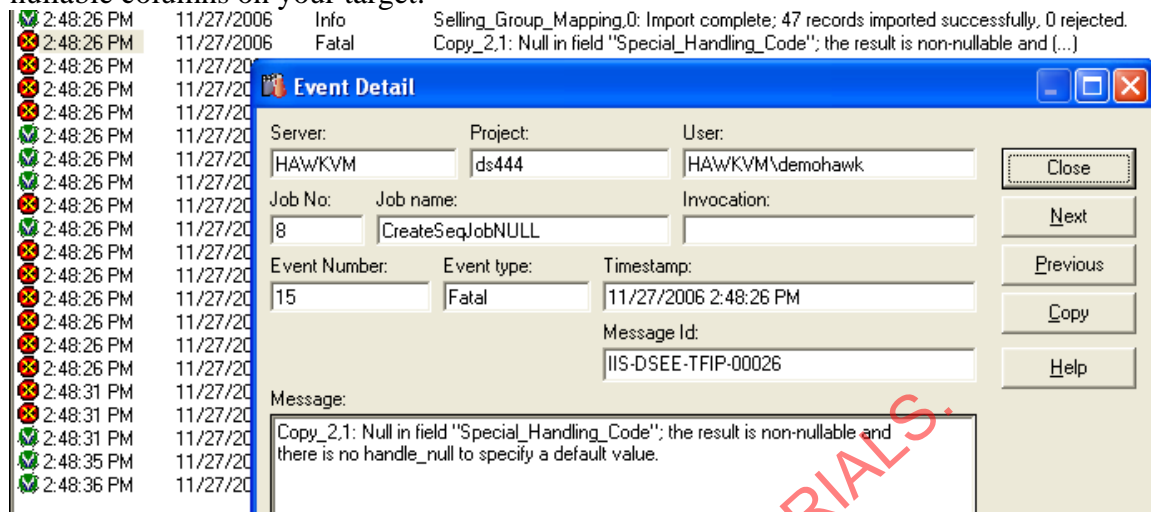 nullable columns on your target.
2:48:26 PM 11/27/2006 Info Selling_Group_Mapping,0: Import complete; 47 records imported successfully, 0 rejected.
2:48:26 PM 11/27/2006 Fatal Copy_2,1: Null in field "Special_Handling_Code"; the result is non-nullable and (...)
2:48:26 PM 11/27/20
2:48:26 PM 11/27/20
2:48:26 PM 11/27/20
2:48:26 PM 11/27/20
2:48:26 PM 11/27/20
2:48:26 PM 11/27/20
2:48:26 PM 11/27/20
2:48:26 PM 11/27/20
2:48:26 PM 11/27/20
2:48:26 PM 11/27/20
2:48:26 PM 11/27/20
2:48:26 PM 11/27/20
2:48:26 PM 11/27/20
2:48:26 PM 11/27/20
2:48:31 PM 11/27/20
2:48:31 PM 11/27/20
2:48:31 PM 11/27/20
2:48:35 PM 11/27/20
2:48:36 PM 11/27/20
Event Detail
Server: Project: User:
HAWKVM ds444 HAWKVM\demohawk
Close
Job No: Job name: Invocation:
8 CreateSeqJobNULL
Next
Event Number: Event type: Timestamp:
15 Fatal 11/27/2006 2:48:26 PM
Previous
Copy
Message Id:
IIS-DSEE-TFIP-00026
Help
Message:
Copy_2,1: Null in field "Special_Handling_Code"; the result is non-nullable and
there is no handle_null to specify a default value.
RIALS.